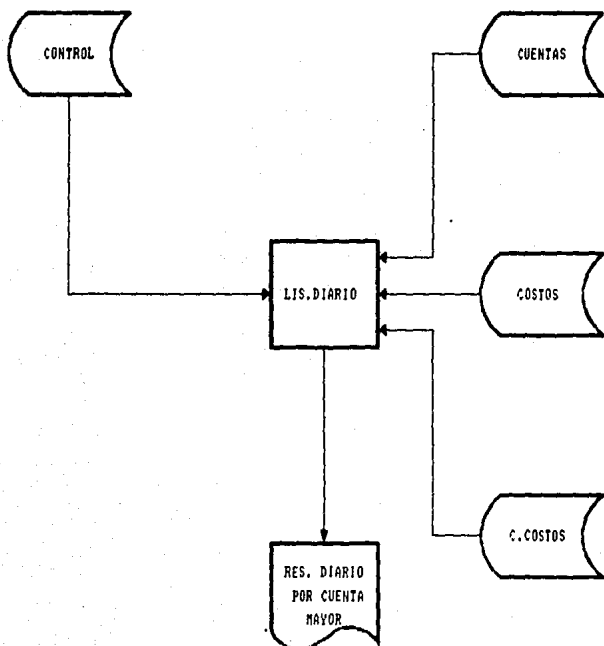 CONTROL
CUENTAS
LIS.DIARIO
COSTOS
C.COSTOS
RES. DIARIO
POR CUENTA
MAYOR